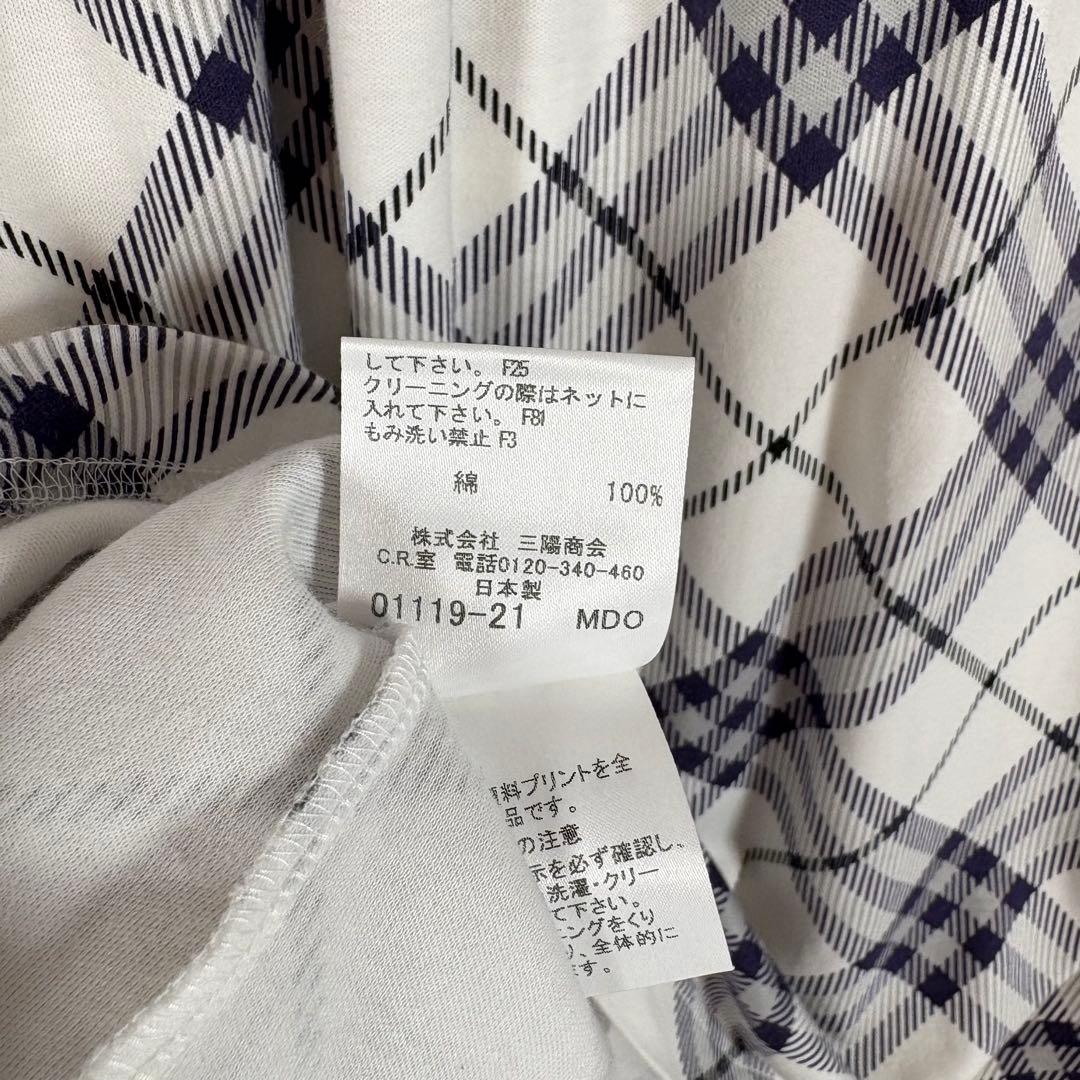 して下さい。 F25
クリーニングの際はネットに
入れて下さい。 F81
もみ洗い禁止 F3
綿 100%
株式会社 三陽商会
C.R.室 電話0120-340-460
日本製
01119-21 MDO
料プリントを全
品です。
の注意
示を必ず確認し、
洗濯・クリー
て下さい。
ニングをくり
り、全体的に
ます。